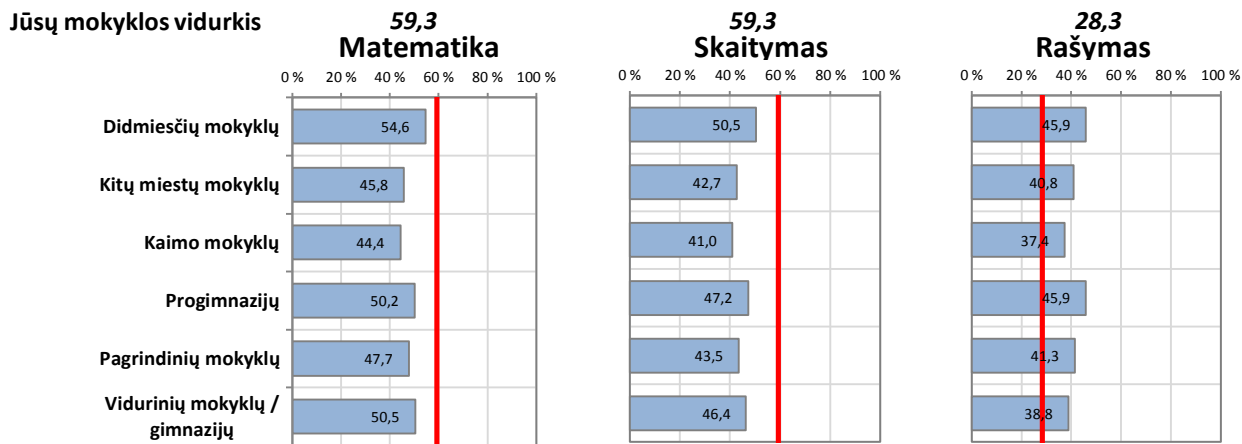 Jūsų mokyklos vidurkis 59,3 59,3 28,3
Matematika Skaitymas Rašymas
0 % 20 % 40 % 60 % 80 % 100 % 0 % 20 % 40 % 60 % 80 % 100 % 0 % 20 % 40 % 60 % 80 % 100 %
Didmiesčių mokyklų 54,6 50,5 45,9
Kitų miestų mokyklų 45,8 42,7 40,8
Kaimo mokyklų 44,4 41,0 37,4
Progimnazijų 50,2 47,2 45,9
Pagrindinių mokyklų 47,7 43,5 41,3
Vidurinių mokyklų /
gimnazijų 50,5 46,4 38,8